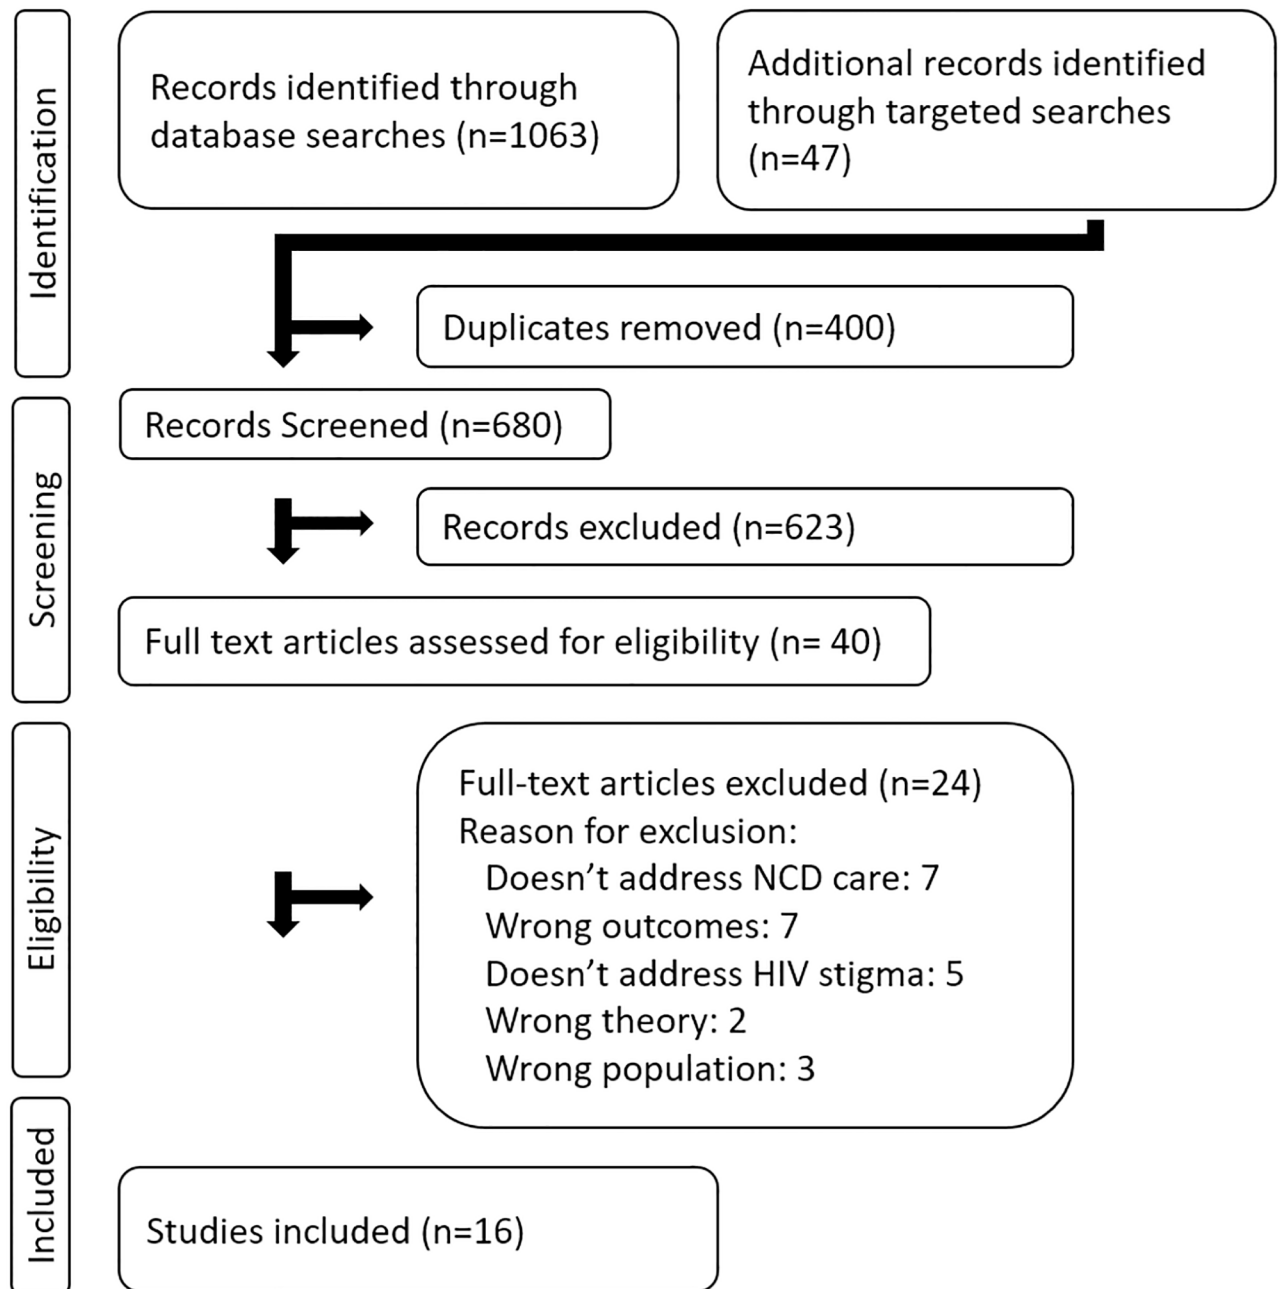 Identification
Records identified through
database searches (n=1063)
Additional records identified
through targeted searches
(n=47)
Duplicates removed (n=400)
Screening
Records Screened (n=680)
Records excluded (n=623)
Full text articles assessed for eligibility (n= 40)
Eligibility
Full-text articles excluded (n=24)
Reason for exclusion:
Doesn’t address NCD care: 7
Wrong outcomes: 7
Doesn’t address HIV stigma: 5
Wrong theory: 2
Wrong population: 3
Included
Studies included (n=16)